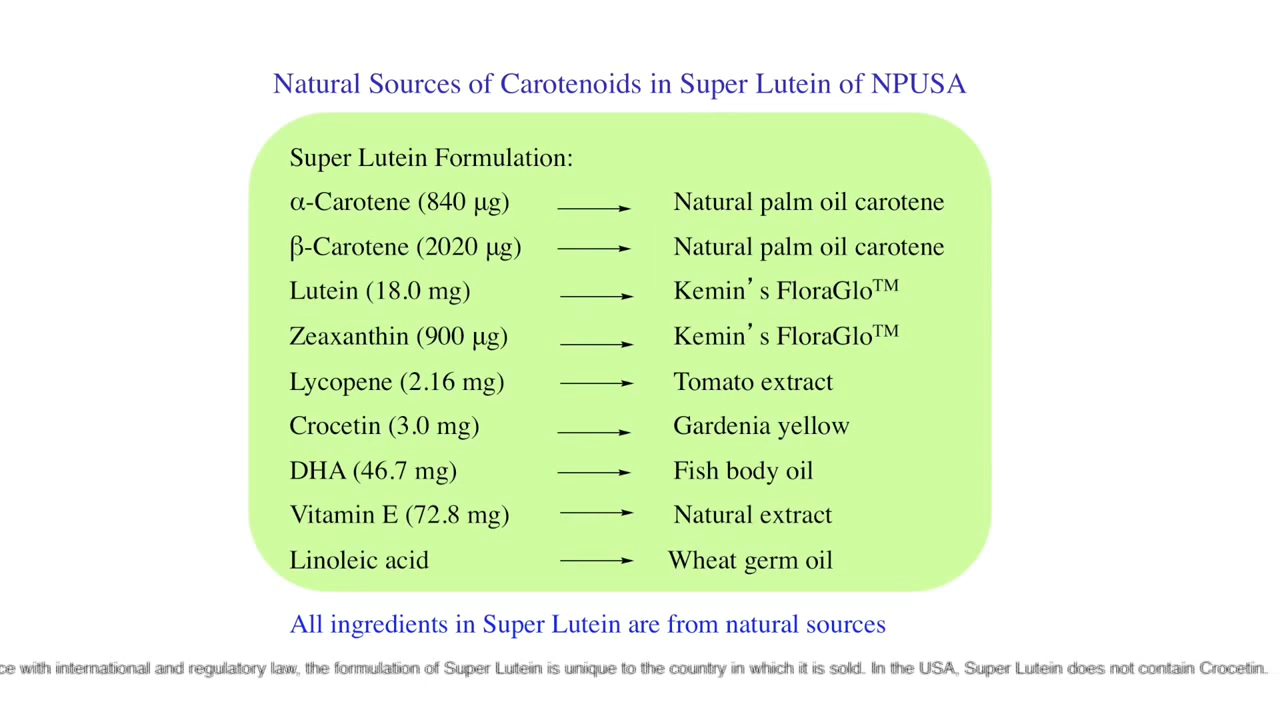 Natural Sources of Carotenoids in Super Lutein of NPUSA
Super Lutein Formulation:
α-Carotene (840 μg) Natural palm oil carotene
β-Carotene (2020 μg) Natural palm oil carotene
Lutein (18.0 mg) Kemin's FloraGlo™
Zeaxanthin (900 μg) Kemin's FloraGlo™
Lycopene (2.16 mg) Tomato extract
Crocetin (3.0 mg) Gardenia yellow
DHA (46.7 mg) Fish body oil
Vitamin E (72.8 mg) Natural extract
Linoleic acid Wheat germ oil
All ingredients in Super Lutein are from natural sources
with international and regulatory law, the formulation of Super Lutein is unique to the country in which it is sold. In the USA, Super Lutein does not contain Crocetin.